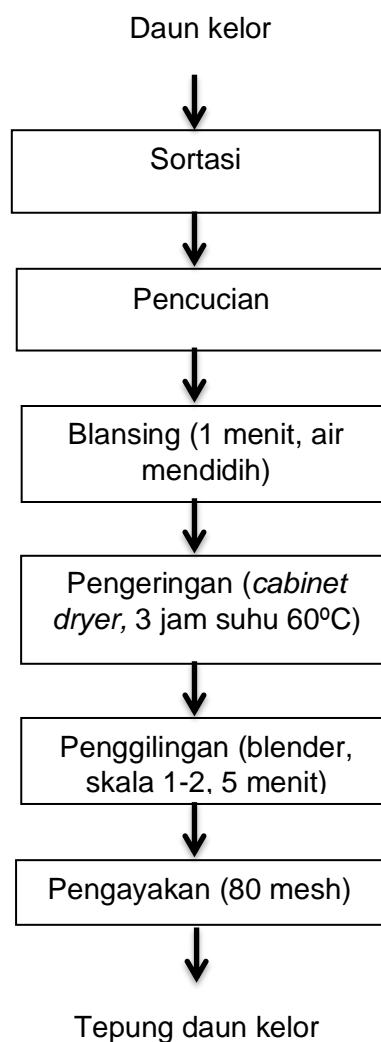 Daun kelor
Sortasi
Pencucian
Blansing (1 menit, air
mendidih)
Pengeringan (cabinet
dryer, 3 jam suhu 60ºC)
Penggilingan (blender,
skala 1-2, 5 menit)
Pengayakan (80 mesh)
Tepung daun kelor